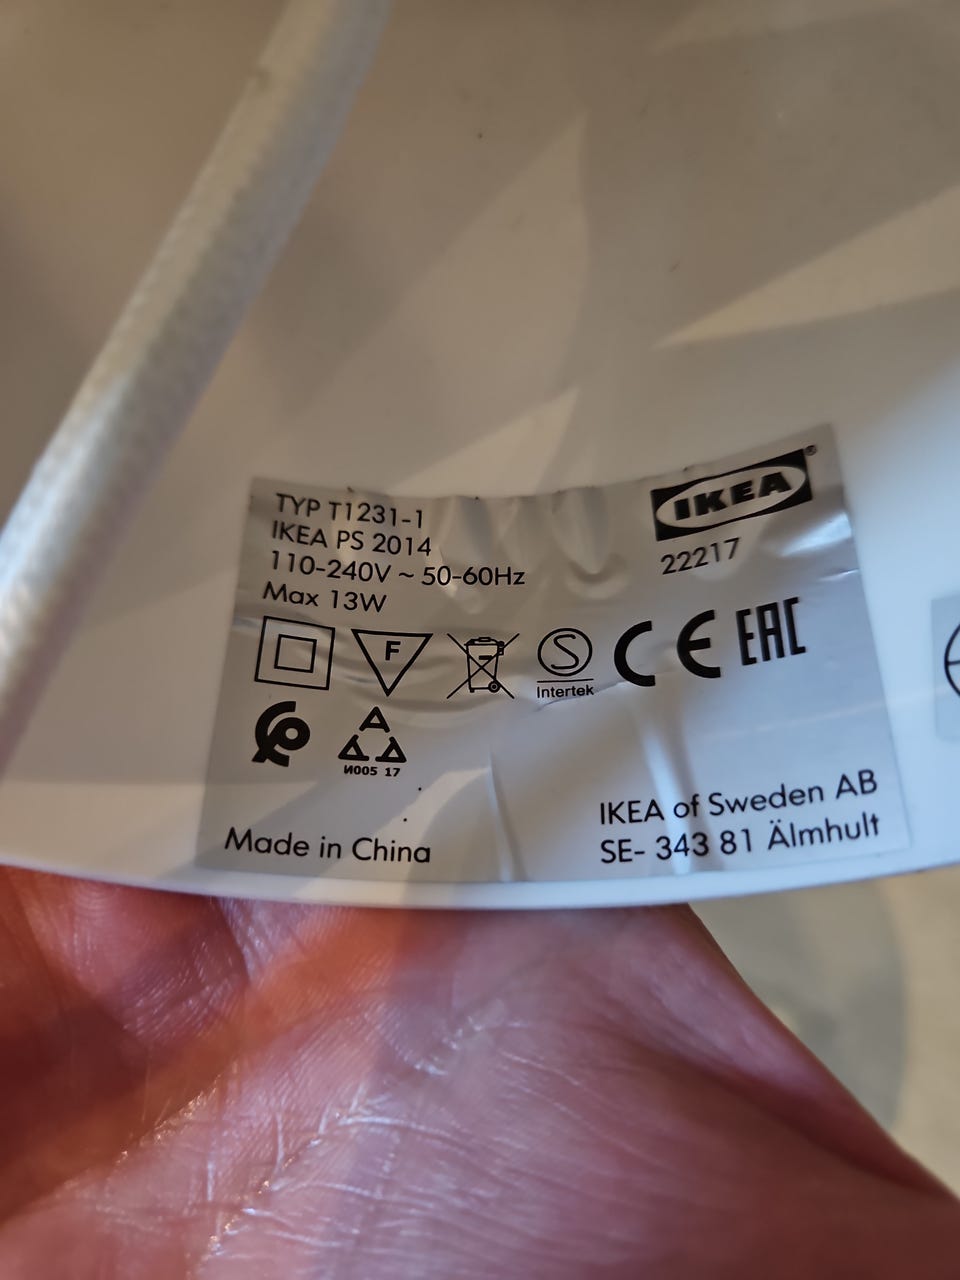 TYP T1231-1
IKEA PS 2014
110-240V ~ 50-60Hz
Max 13W
IKEA®
22217
F
S
Intertek
CE
EAC
И005 17
Made in China
IKEA of Sweden AB
SE- 343 81 Älmhult